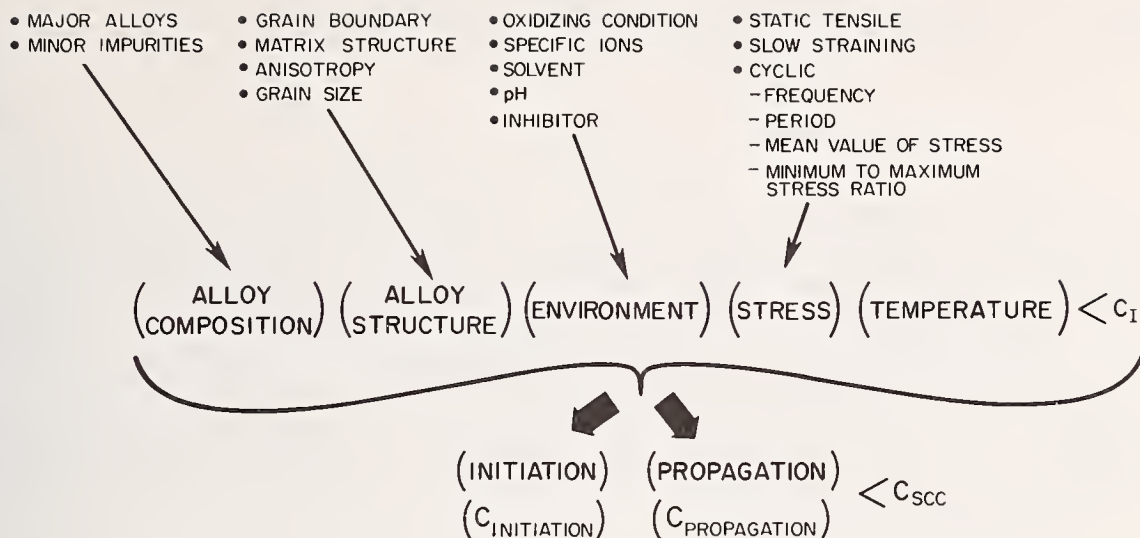 • MAJOR ALLOYS
• MINOR IMPURITIES
• GRAIN BOUNDARY
• MATRIX STRUCTURE
• ANISOTROPY
• GRAIN SIZE
• OXIDIZING CONDITION
• SPECIFIC IONS
• SOLVENT
• pH
• INHIBITOR
• STATIC TENSILE
• SLOW STRAINING
• CYCLIC
– FREQUENCY
– PERIOD
– MEAN VALUE OF STRESS
– MINIMUM TO MAXIMUM
STRESS RATIO
(ALLOY
COMPOSITION) (ALLOY
STRUCTURE) (ENVIRONMENT) (STRESS) (TEMPERATURE) < C_I
(INITIATION) (PROPAGATION)
(C_INITIATION) (C_PROPAGATION) < C_SCC